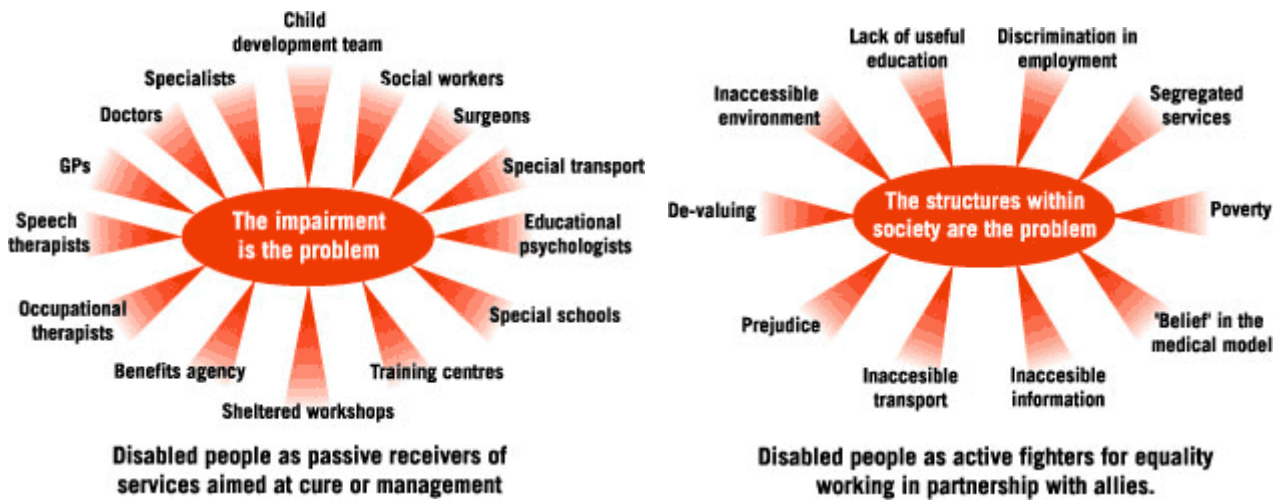 Child
development team
Specialists
Social workers
Doctors
Surgeons
GPs
Special transport
Speech
therapists
The impairment
is the problem
Educational
psychologists
Occupational
therapists
Special schools
Benefits agency
Training centres
Sheltered workshops
Disabled people as passive receivers of
services aimed at cure or management
Lack of useful
education
Discrimination in
employment
Inaccessible
environment
Segregated
services
De-valuing
The structures within
society are the problem
Poverty
Prejudice
'Belief' in the
medical model
Inaccesible
transport
Inaccesible
information
Disabled people as active fighters for equality
working in partnership with allies.